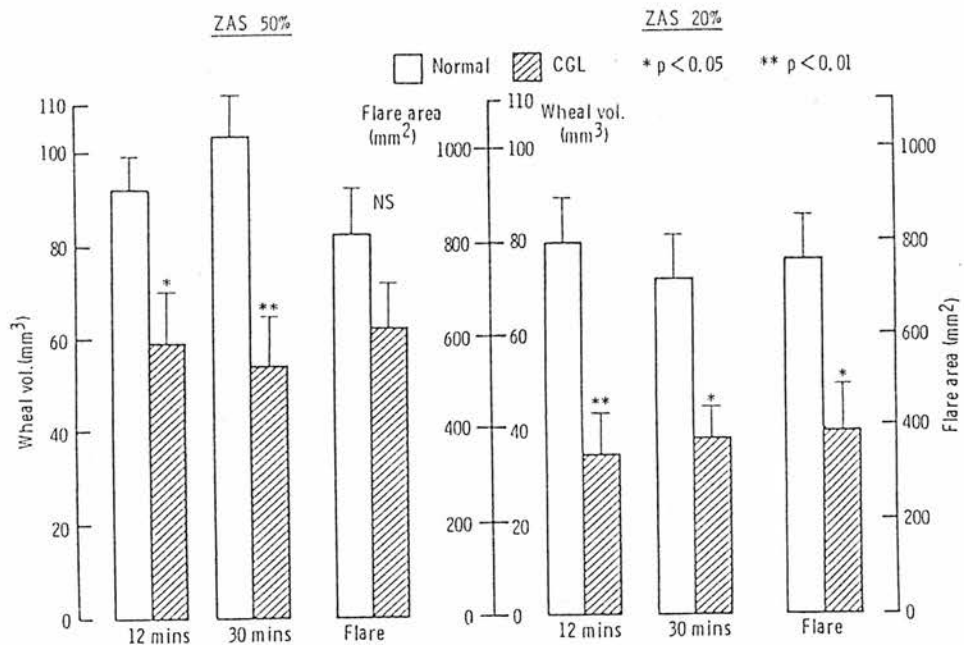 ZAS 50%
ZAS 20%
Normal CGL * p < 0.05 ** p < 0.01
Wheal vol. (mm3)
110
100
80
60
40
20
0
Flare area
(mm2)
1000
800
600
400
200
0
110
100
80
60
40
20
0
Wheal vol.
(mm3)
1000
800
600
400
200
0
Flare area (mm2)
*
**
NS
**
*
*
12 mins 30 mins Flare
12 mins 30 mins Flare